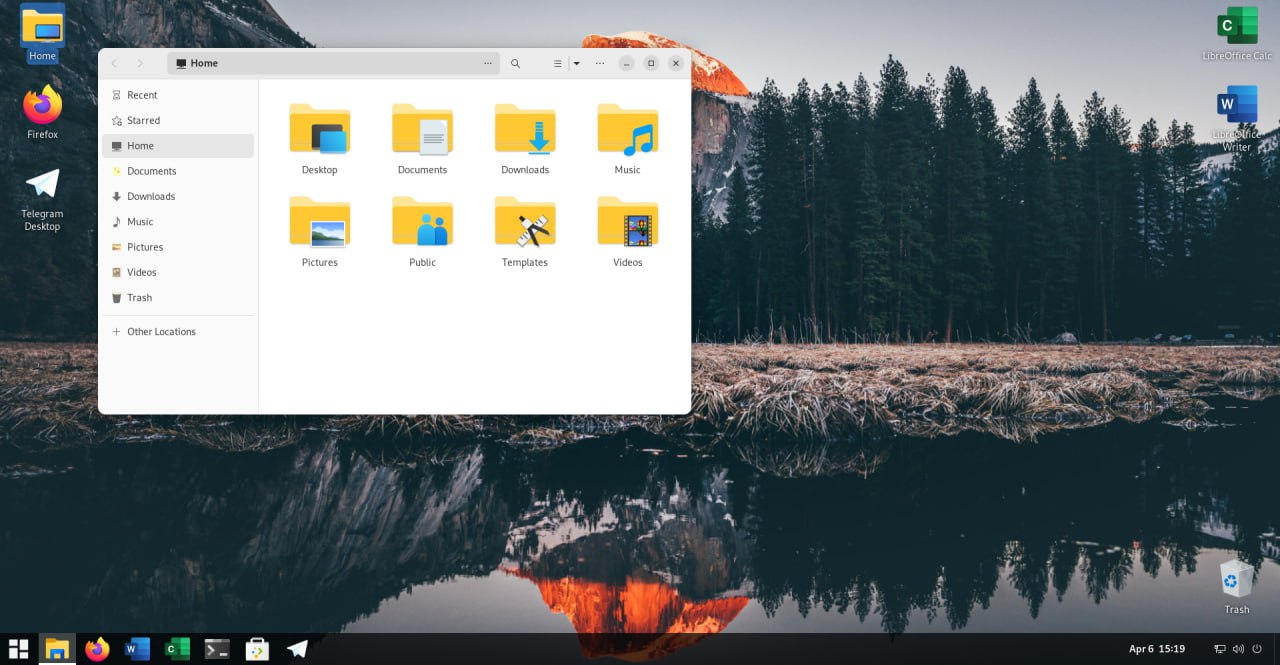 Home
Firefox
Telegram
Desktop
Home
Recent
Starred
Home
Documents
Downloads
Music
Pictures
Videos
Trash
Other Locations
Desktop
Documents
Downloads
Music
Pictures
Public
Templates
Videos
LibreOffice Calc
LibreOffice
Writer
Trash
Apr 6 15:19